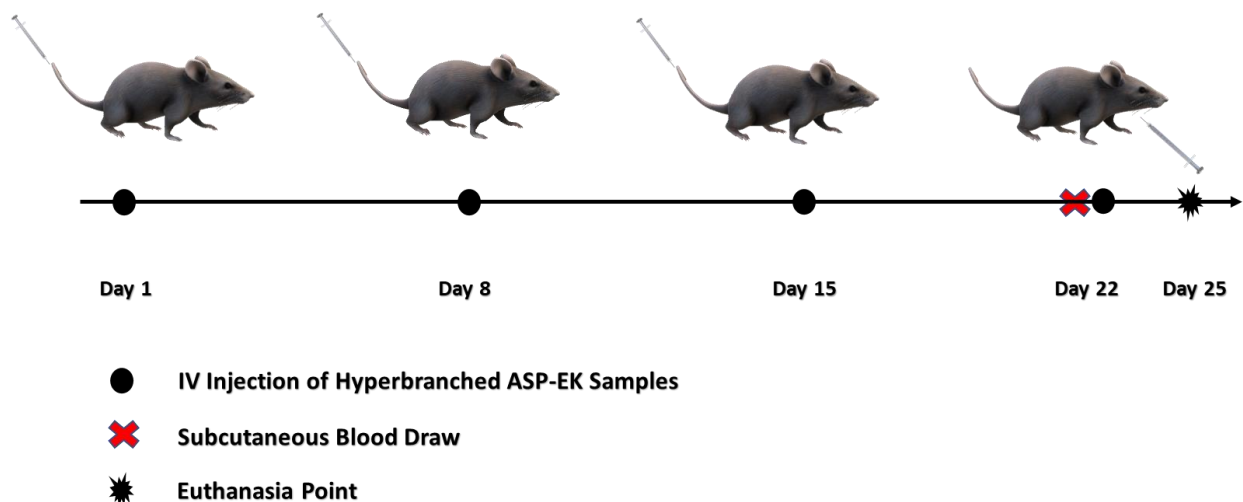 Day 1
Day 8
Day 15
Day 22
Day 25
IV Injection of Hyperbranched ASP-EK Samples
Subcutaneous Blood Draw
Euthanasia Point